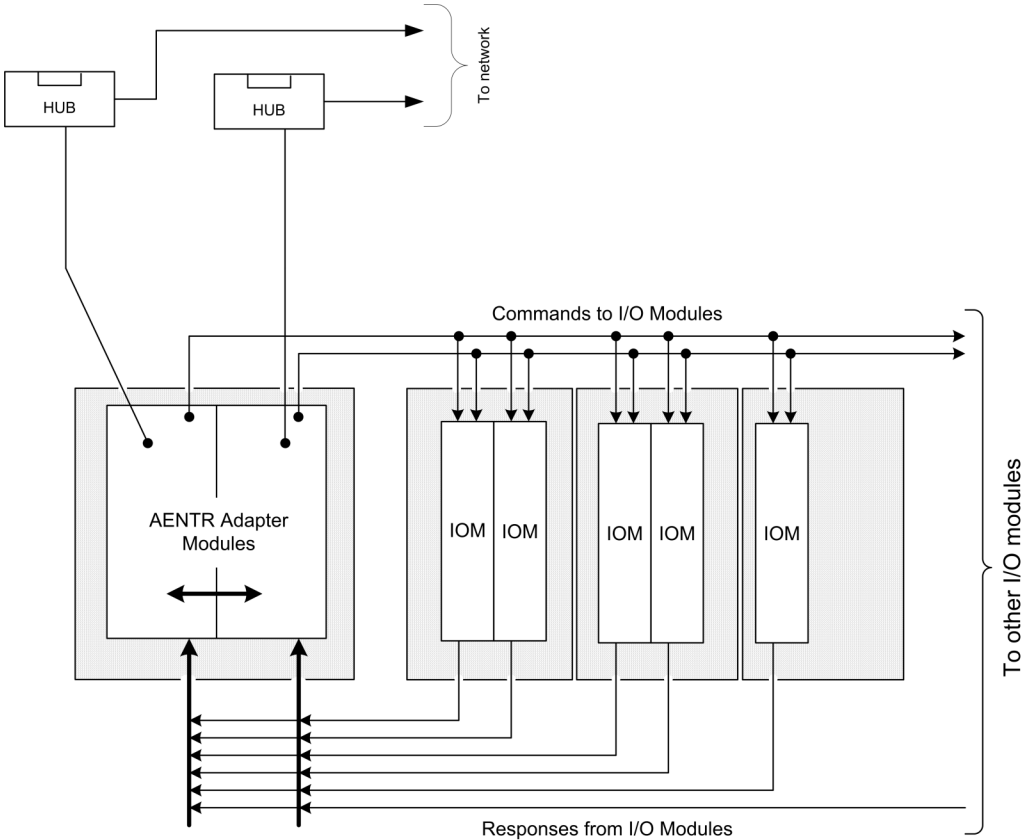 To network
HUB
HUB
Commands to I/O Modules
AENTR Adapter
Modules
IOM
IOM
IOM
IOM
IOM
To other I/O modules
Responses from I/O Modules